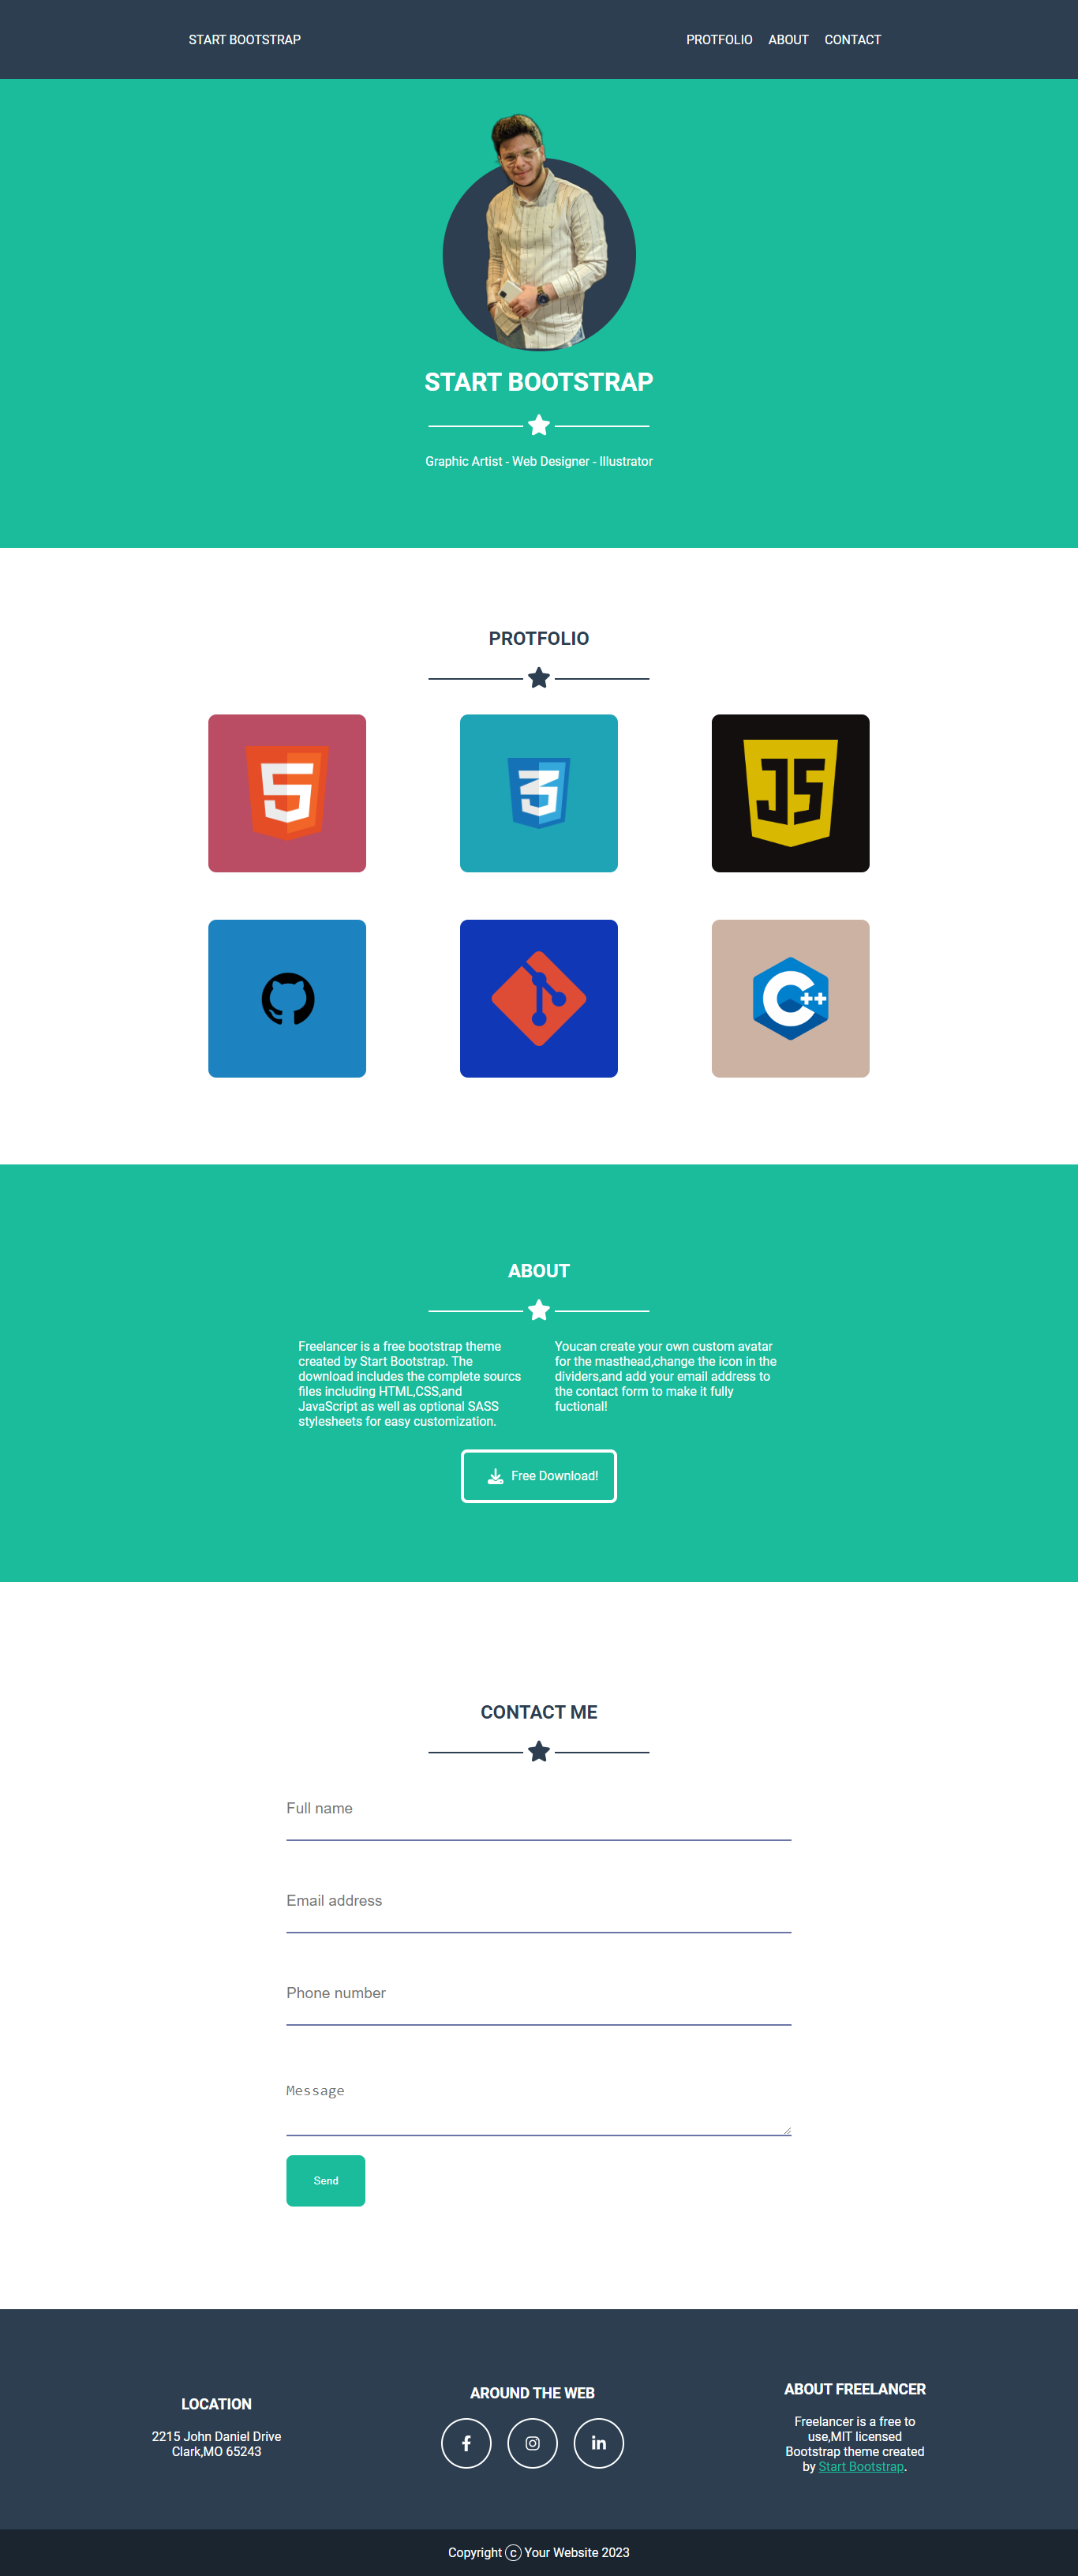 START BOOTSTRAP
PROTFOLIO ABOUT CONTACT
START BOOTSTRAP
Graphic Artist - Web Designer - Illustrator
PROTFOLIO
5
3
JS
C++
ABOUT
Freelancer is a free bootstrap theme
created by Start Bootstrap. The
download includes the complete sourcs
files including HTML,CSS,and
JavaScript as well as optional SASS
stylesheets for easy customization.
Youcan create your own custom avatar
for the masthead,change the icon in the
dividers,and add your email address to
the contact form to make it fully
fuctional!
Free Download!
CONTACT ME
Full name
Email address
Phone number
Message
Send
LOCATION
2215 John Daniel Drive
Clark,MO 65243
AROUND THE WEB
f
in
ABOUT FREELANCER
Freelancer is a free to
use,MIT licensed
Bootstrap theme created
by Start Bootstrap.
Copyright ⓒ Your Website 2023